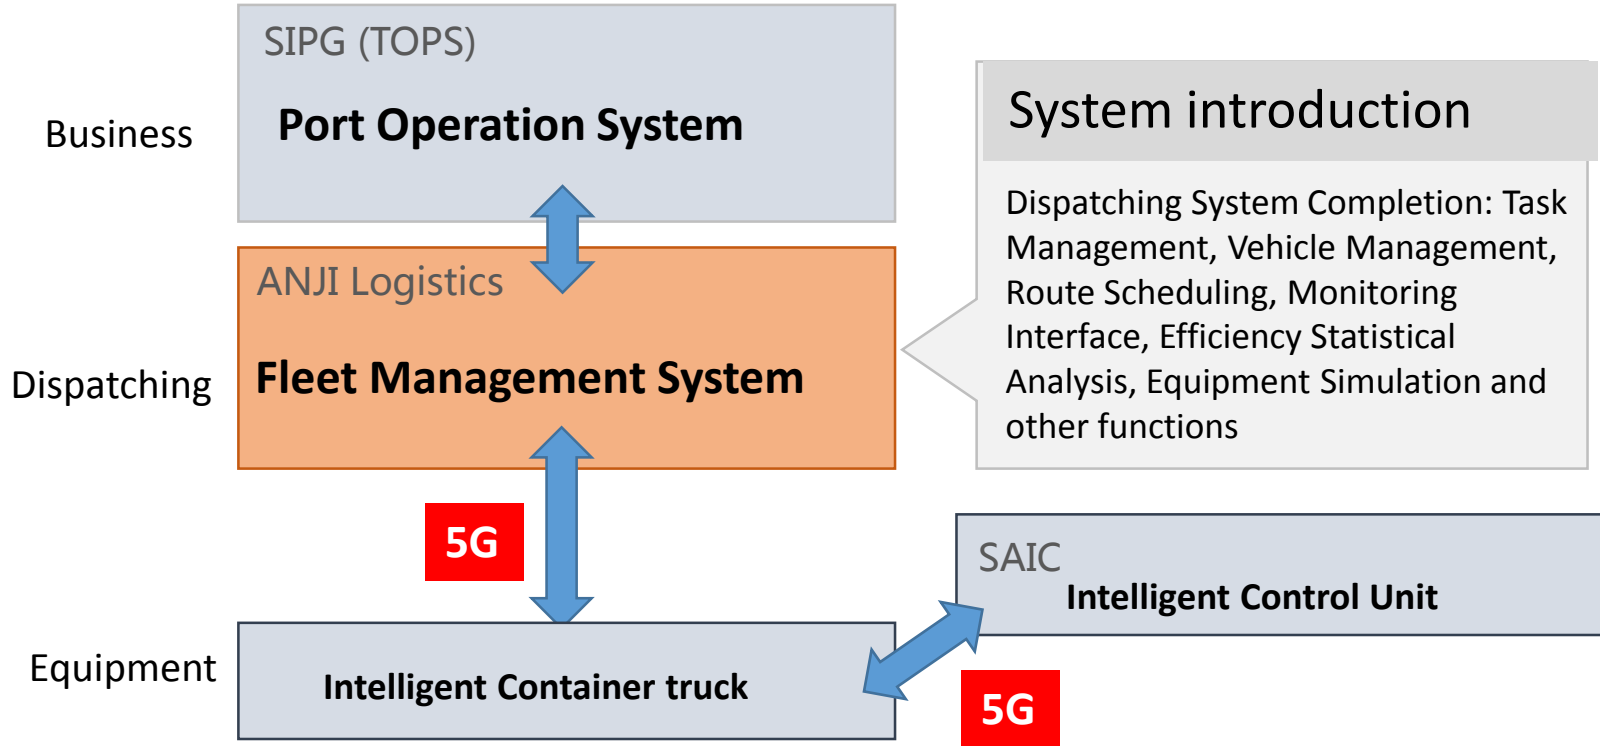 SIPG (TOPS)
Business
Port Operation System
System introduction
Dispatching System Completion: Task
Management, Vehicle Management,
Route Scheduling, Monitoring
Interface, Efficiency Statistical
Analysis, Equipment Simulation and
other functions
ANJI Logistics
Dispatching
Fleet Management System
5G
SAIC
Intelligent Control Unit
Equipment
Intelligent Container truck
5G